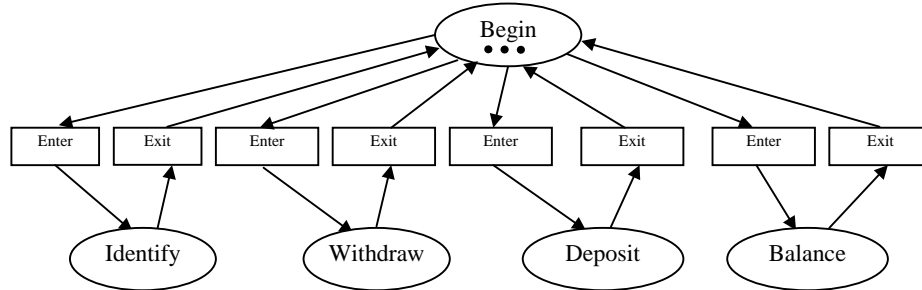 Begin
Enter Exit Enter Exit Enter Exit Enter Exit
Identify Withdraw Deposit Balance